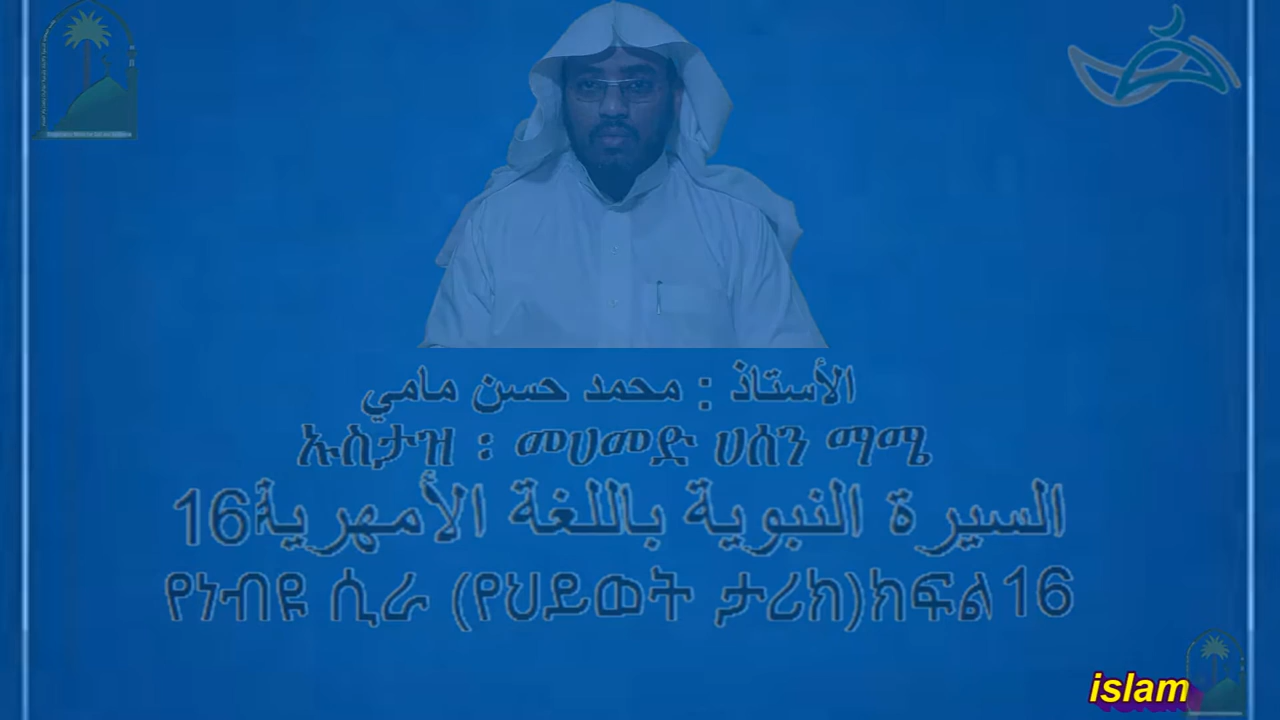 الأستاذ : محمد حسن مامي
ኡስታዝ : መሀመድ ሀሰን ማሜ
السيرة النبوية باللغة الأمهرية16
የነብዩ ሲራ (የህይወት ታሪክ)ክፍል16
islam